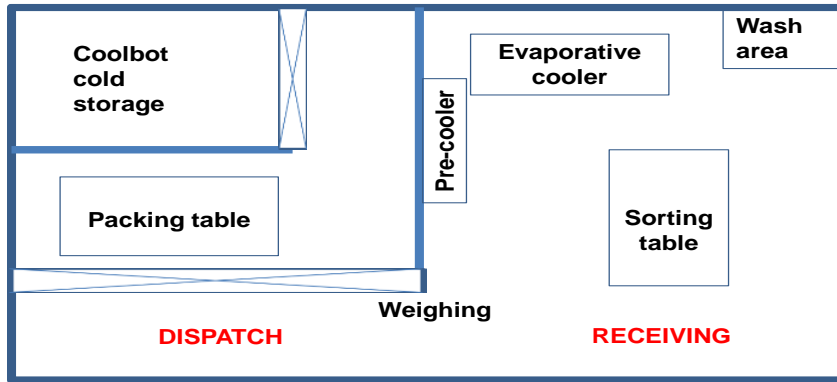 Coolbot
cold
storage
Evaporative
cooler
Wash
area
Pre-cooler
Packing table
Sorting
table
Weighing
DISPATCH
RECEIVING